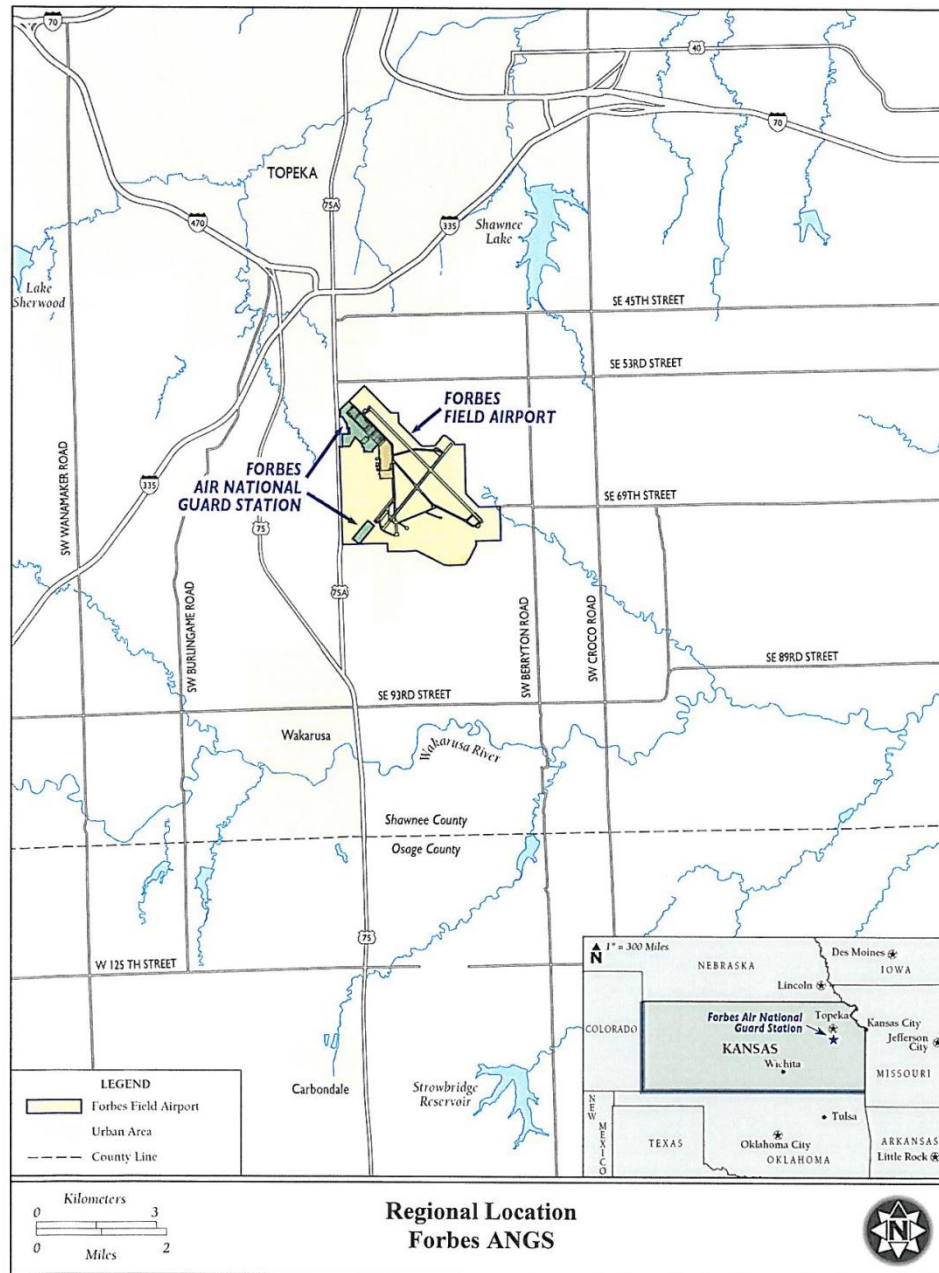 70
40
70
TOPEKA
75A
470
335
Shawnee
Lake
Lake
Sherwood
SE 45TH STREET
SE 53RD STREET
FORBES
FIELD AIRPORT
FORBES
AIR NATIONAL
GUARD STATION
SW WANAMAKER ROAD
335
75
SE 69TH STREET
75A
SW BURLINGAME ROAD
SW BERRYTON ROAD
SW CROCO ROAD
SE 89RD STREET
SE 93RD STREET
Wakarusa
Wakarusa River
Shawnee County
Osage County
75
W 125 TH STREET
Carbondale
Strowbridge
Reservoir
1" = 300 Miles
N
NEBRASKA
Des Moines
IOWA
Lincoln
COLORADO
Forbes Air National
Guard Station
Topeka
Kansas City
Jefferson
City
KANSAS
Wichita
MISSOURI
NEW
MEXICO
TEXAS
Tulsa
Oklahoma City
OKLAHOMA
ARKANSAS
Little Rock
LEGEND
Forbes Field Airport
Urban Area
County Line
Kilometers
0 3
0 2
Miles
Regional Location
Forbes ANGS
N